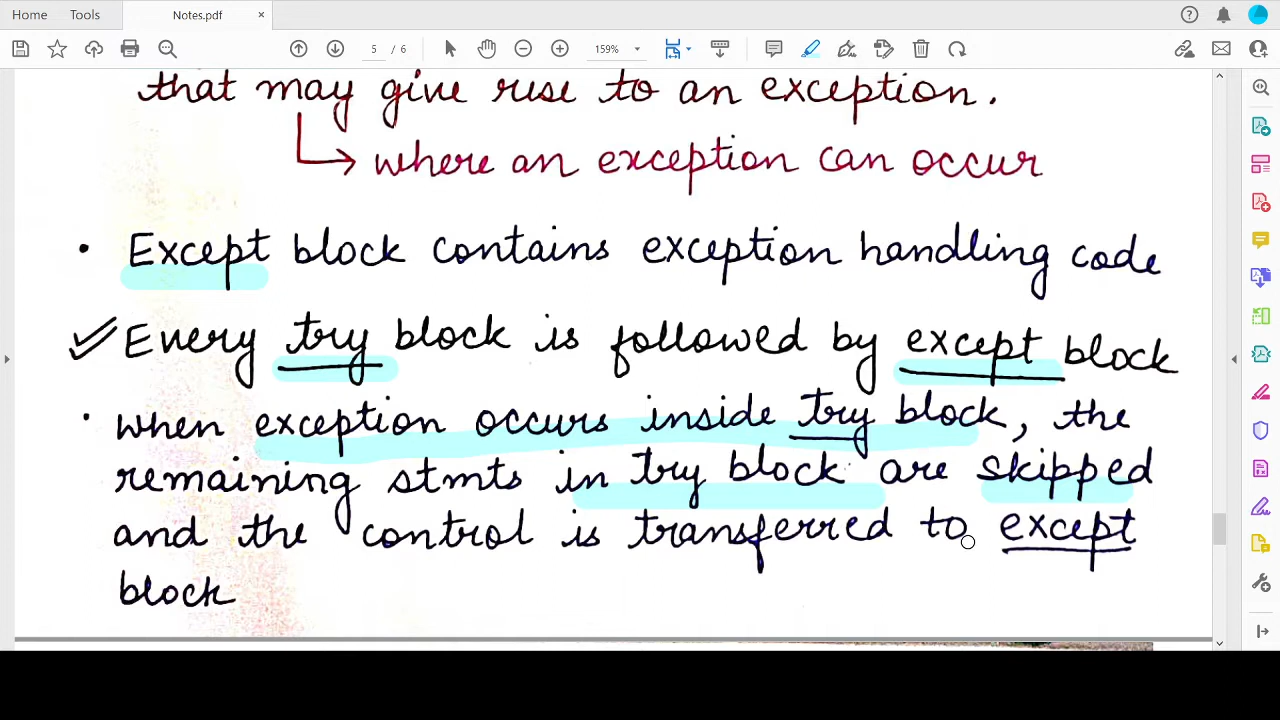 Home Tools Notes.pdf ×
5 / 6 159%
that may give rise to an exception.
where an exception can occur
• Except block contains exception handling code
Every try block is followed by except block
• when exception occurs inside try block, the
remaining stmts in try block are skipped
and the control is transferred to except
block